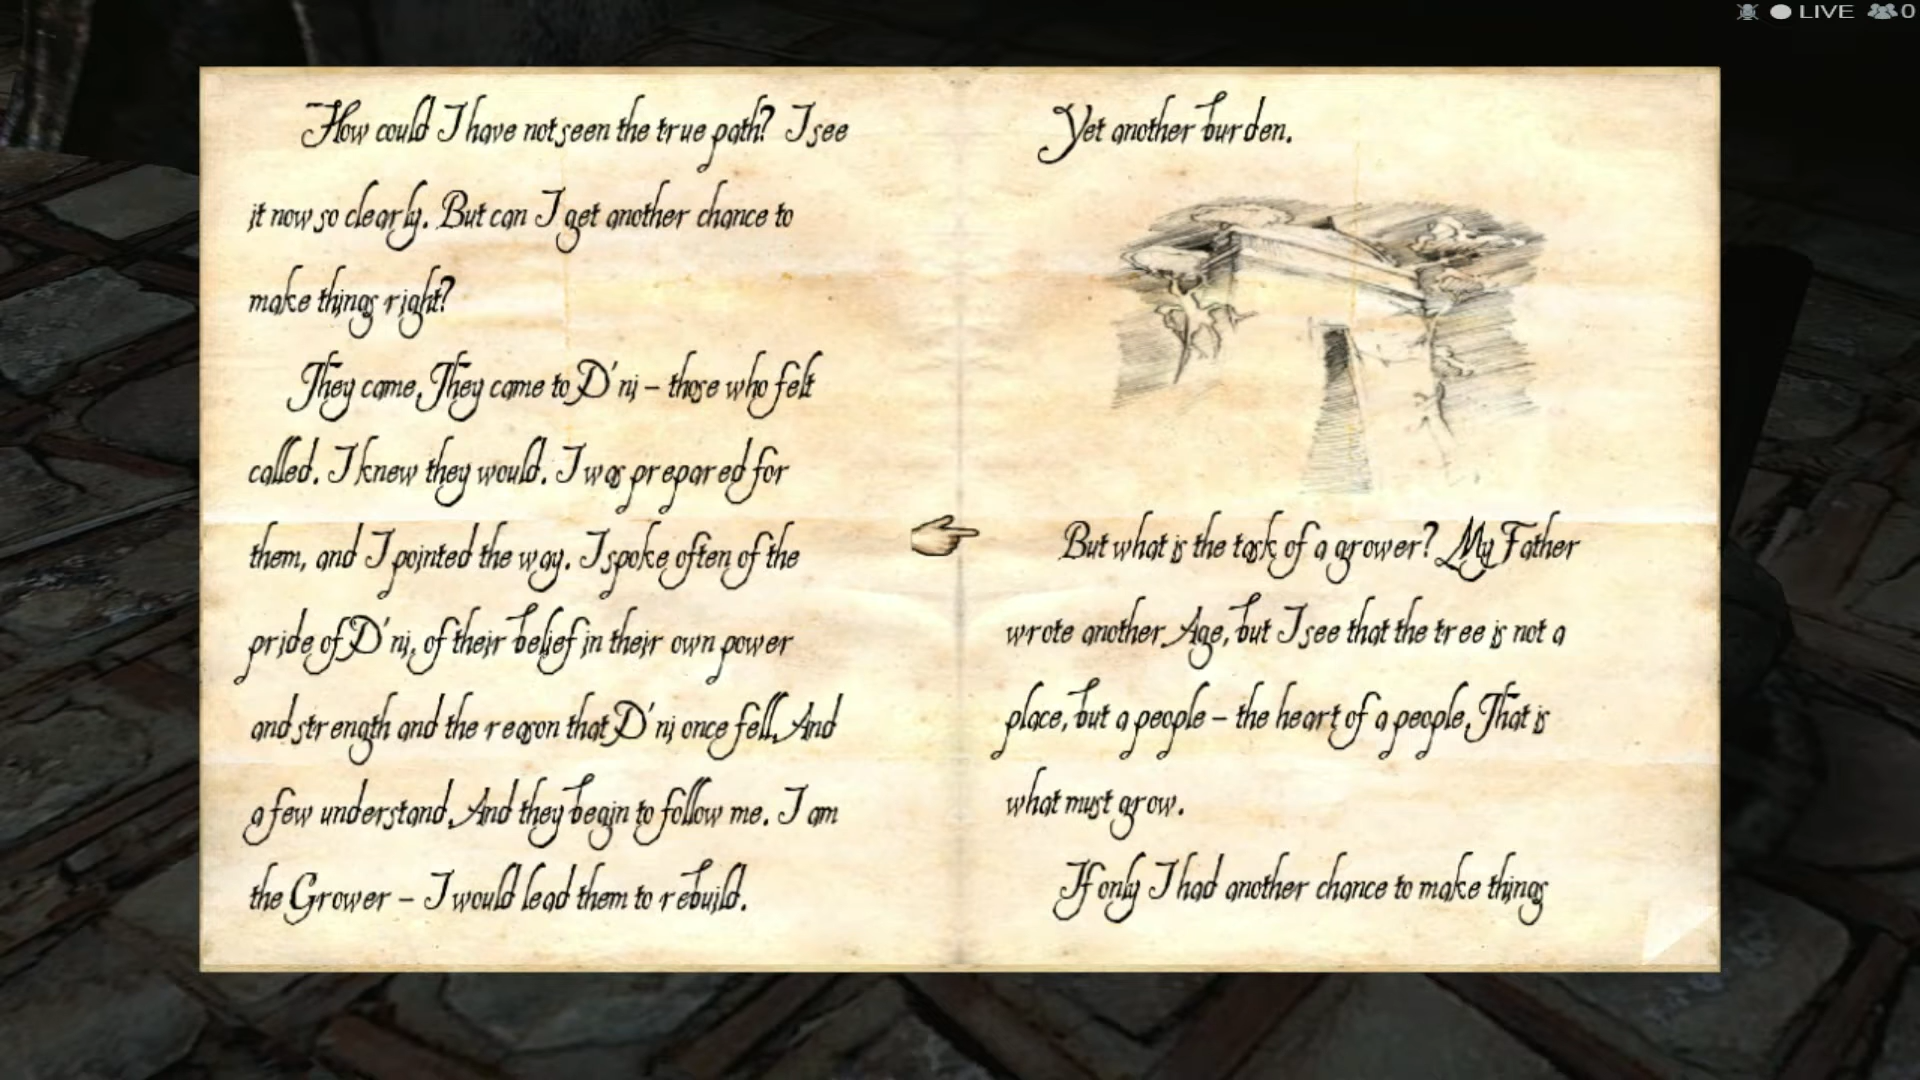 LIVE 0
How could I have not seen the true path? I see
it now so clearly. But can I get another chance to
make things right?
They came. They came to D'ni – those who felt
called. I knew they would. I was prepared for
them, and I pointed the way. I spoke often of the
pride of D'ni, of their belief in their own power
and strength and the reason that D'ni once fell. And
a few understand. And they begin to follow me. I am
the Grower – I would lead them to rebuild.
Yet another burden.
But what is the task of a grower? My Father
wrote another Age, but I see that the tree is not a
place, but a people – the heart of a people. That is
what must grow.
If only I had another chance to make things